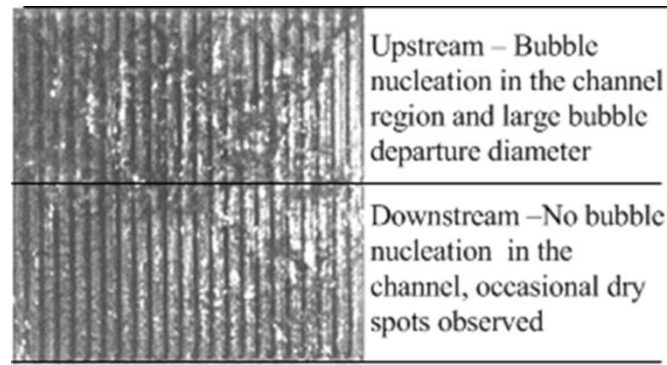 Upstream – Bubble
nucleation in the channel
region and large bubble
departure diameter
Downstream –No bubble
nucleation in the
channel, occasional dry
spots observed